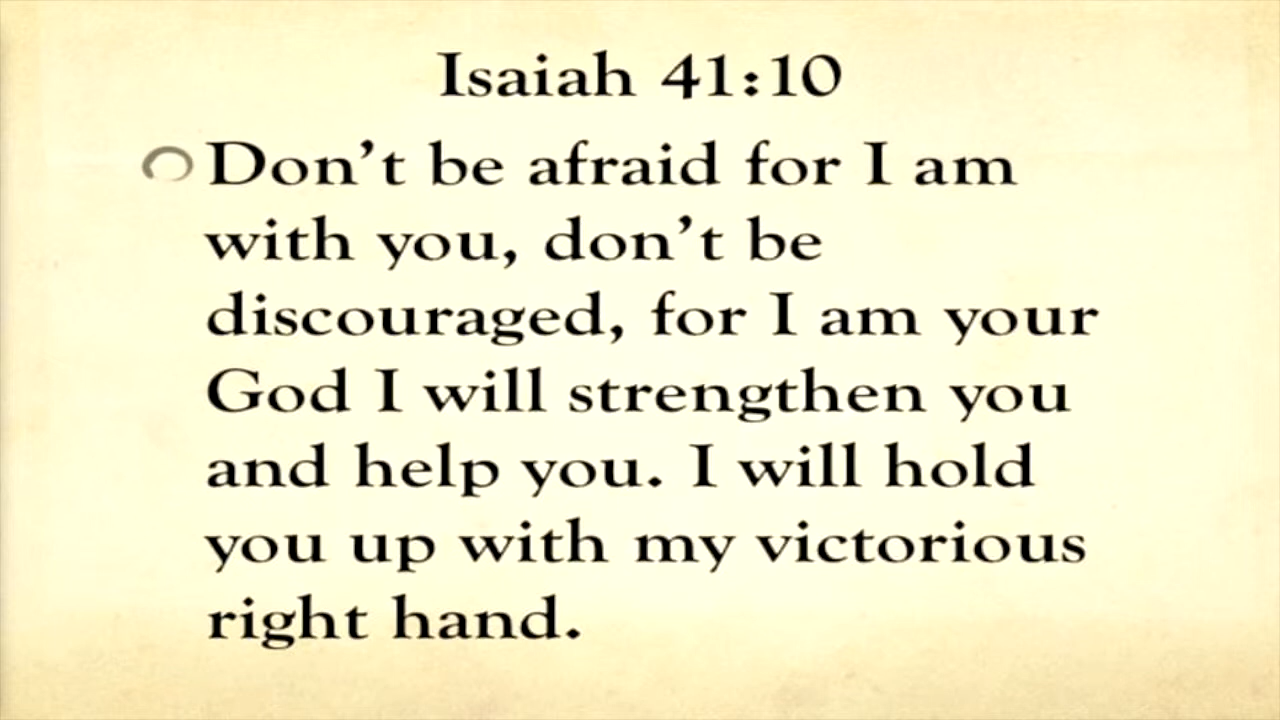 Isaiah 41:10
Don’t be afraid for I am
with you, don’t be
discouraged, for I am your
God I will strengthen you
and help you. I will hold
you up with my victorious
right hand.